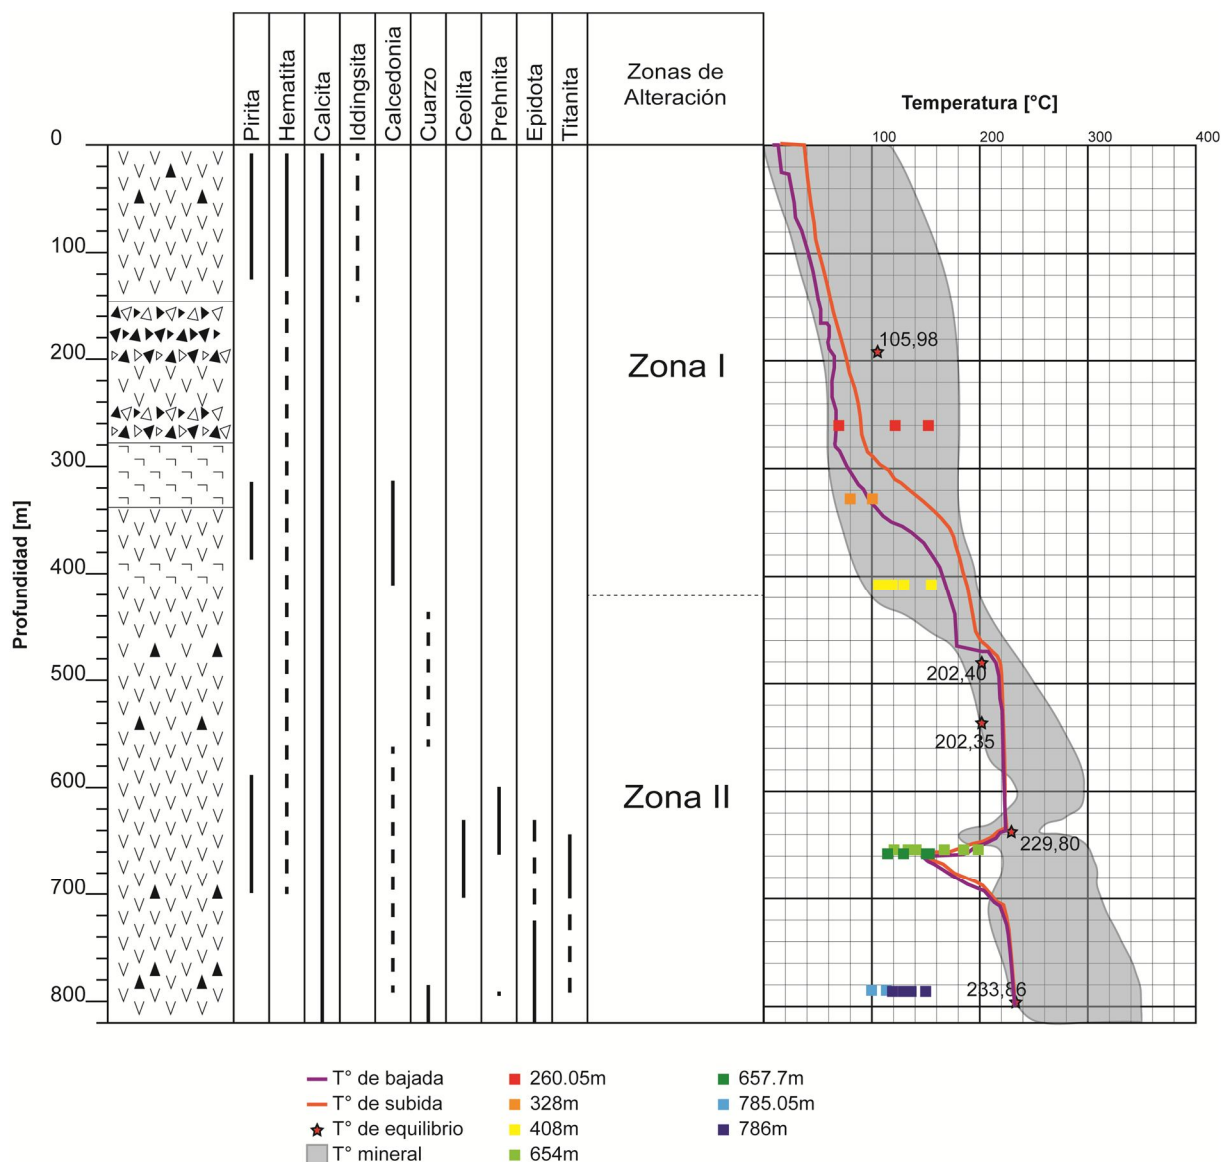 Pirita
Hematita
Calcita
Iddingsita
Calcedonia
Cuarzo
Ceolita
Prehnita
Epidota
Titanita
Zonas de
Alteración
Temperatura [°C]
100 200 300 400
0
100
200
300
400
500
600
700
800
Profundidad [m]
Zona I
Zona II
105,98
202,40
202,35
229,80
233,86
T° de bajada
T° de subida
T° de equilibrio
T° mineral
260.05m
328m
408m
654m
657.7m
785.05m
786m